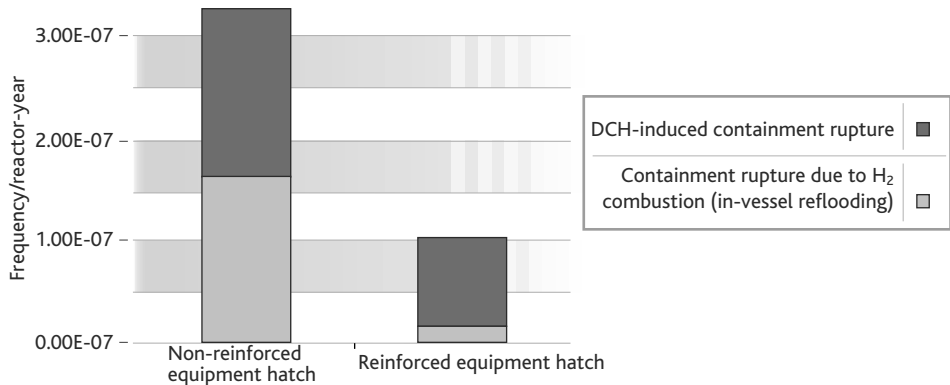 3.00E-07
2.00E-07
1.00E-07
0.00E-07
Frequency/reactor-year
Non-reinforced
equipment hatch
Reinforced equipment hatch
DCH-induced containment rupture
Containment rupture due to H₂
combustion (in-vessel reflooding)